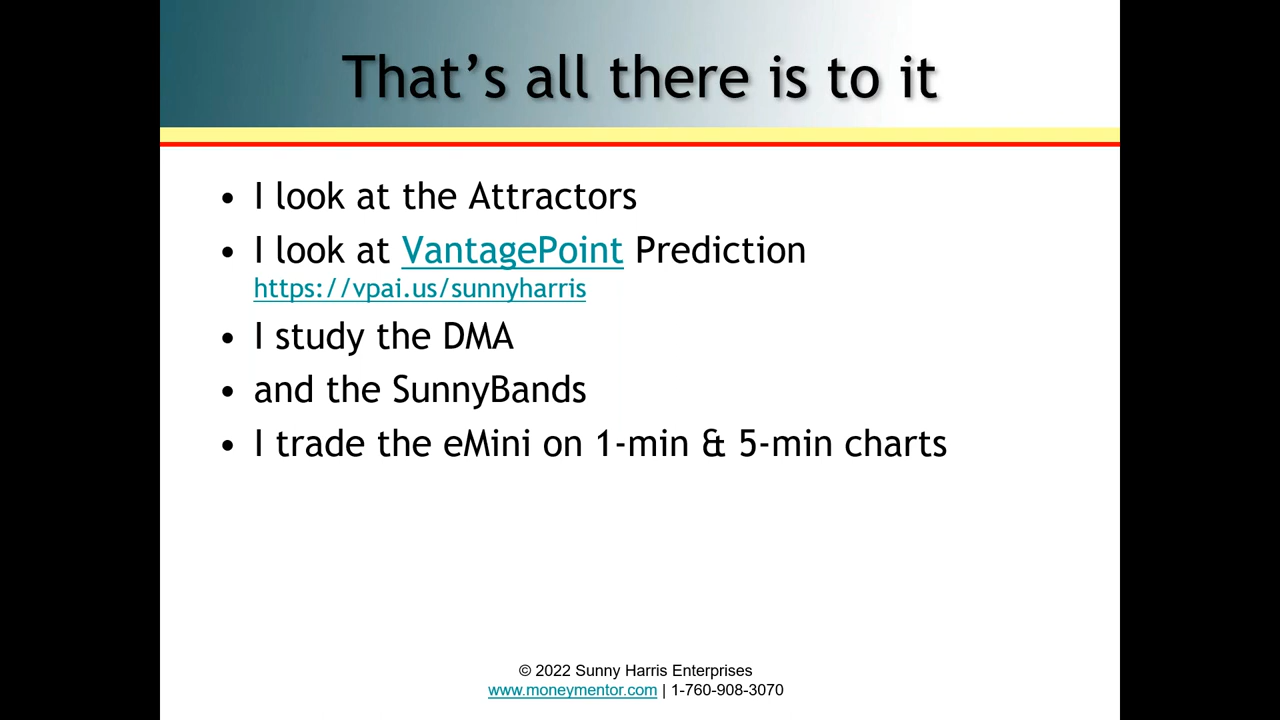 That's all there is to it
• I look at the Attractors
• I look at VantagePoint Prediction
https://vpai.us/sunnyharris
• I study the DMA
• and the SunnyBands
• I trade the eMini on 1-min & 5-min charts
© 2022 Sunny Harris Enterprises
www.moneymentor.com | 1-760-908-3070